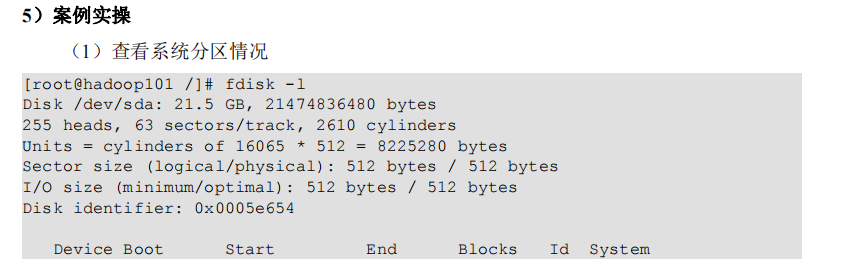 5）案例实操
（1）查看系统分区情况
[root@hadoop101 /]# fdisk -l
Disk /dev/sda: 21.5 GB, 21474836480 bytes
255 heads, 63 sectors/track, 2610 cylinders
Units = cylinders of 16065 * 512 = 8225280 bytes
Sector size (logical/physical): 512 bytes / 512 bytes
I/O size (minimum/optimal): 512 bytes / 512 bytes
Disk identifier: 0x0005e654
Device Boot Start End Blocks Id System